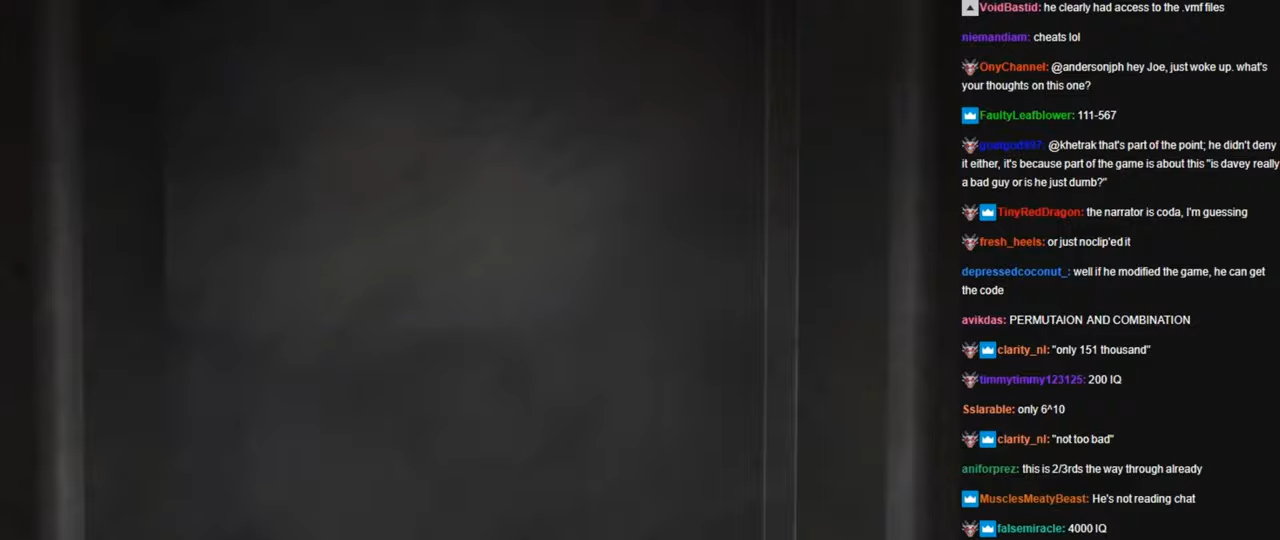 VoidBastid: he clearly had access to the .vmf files
niemandiam: cheats lol
OnyChannel: @andersonjph hey Joe, just woke up. what's
your thoughts on this one?
FaultyLeafblower: 111-567
@khetrak that's part of the point; he didn't deny
it either, it's because part of the game is about this "is davey really
a bad guy or is he just dumb?"
TinyRedDragon: the narrator is coda, I'm guessing
fresh_heels: or just noclip'ed it
depressedcoconut_: well if he modified the game, he can get
the code
avikdas: PERMUTAION AND COMBINATION
clarity_nl: "only 151 thousand"
timmytimmy123125: 200 IQ
Sslarable: only 6^10
clarity_nl: "not too bad"
aniforprez: this is 2/3rds the way through already
MusclesMeatyBeast: He's not reading chat
falsemiracle: 4000 IQ